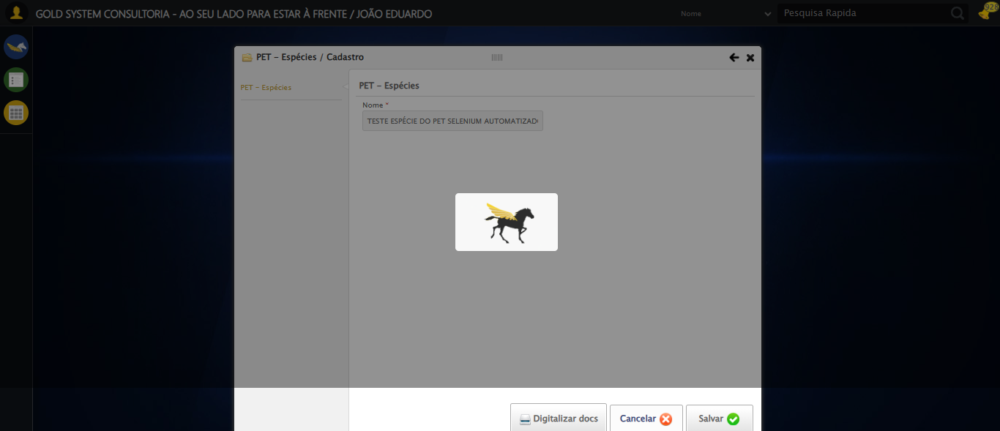 GOLD SYSTEM CONSULTORIA - AO SEU LADO PARA ESTAR À FRENTE / JOÃO EDUARDO
Nome
Pesquisa Rapida
928
PET – Espécies / Cadastro
PET – Espécies
PET – Espécies
Nome *
TESTE ESPÉCIE DO PET SELENIUM AUTOMATIZADO
Digitalizar docs
Cancelar
Salvar